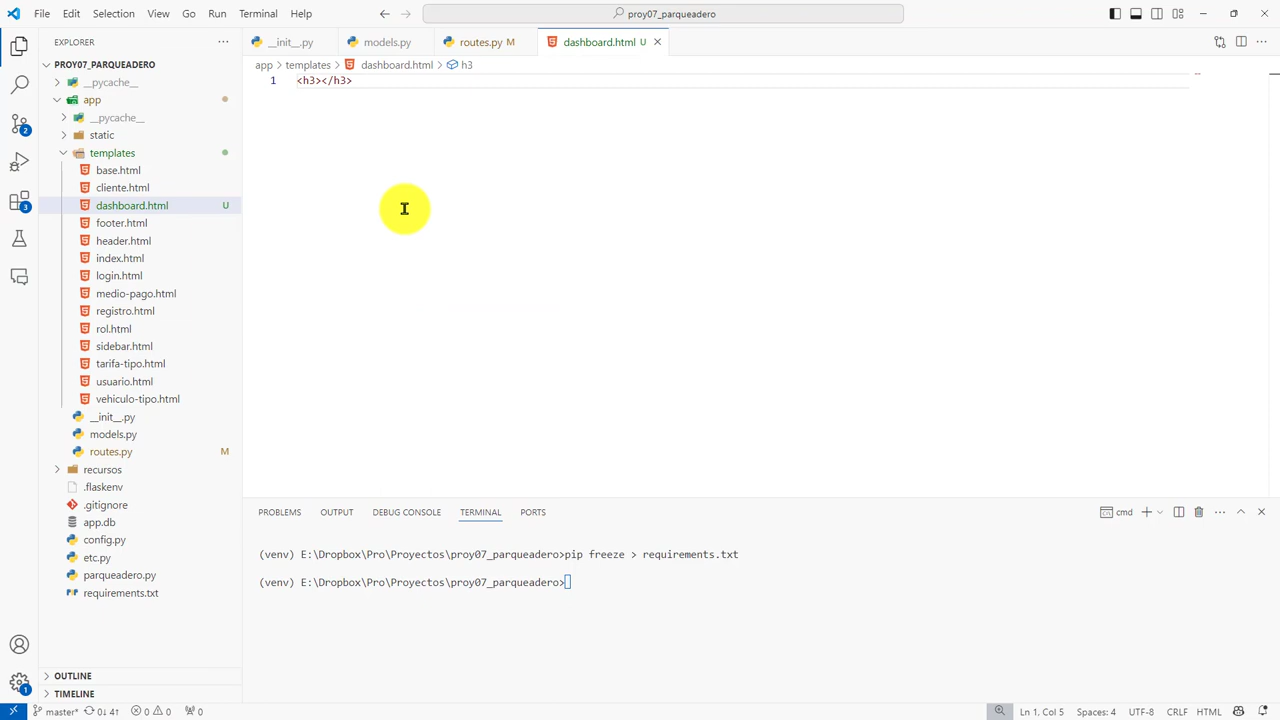 File Edit Selection View Go Run Terminal Help
proy07_parqueadero
EXPLORER
PROY07_PARQUEADERO
__pycache__
app
__pycache__
static
templates
base.html
cliente.html
dashboard.html U
footer.html
header.html
index.html
login.html
medio-pago.html
registro.html
rol.html
sidebar.html
tarifa-tipo.html
usuario.html
vehiculo-tipo.html
__init__.py
models.py
routes.py M
recursos
.flaskenv
.gitignore
app.db
config.py
etc.py
parqueadero.py
requirements.txt
OUTLINE
TIMELINE
2
3
1
__init__.py models.py routes.py M dashboard.html U
app > templates > dashboard.html > h3
1 <h3></h3>
PROBLEMS OUTPUT DEBUG CONSOLE TERMINAL PORTS
cmd
(venv) E:\Dropbox\Pro\Proyectos\proy07_parqueadero>pip freeze > requirements.txt
(venv) E:\Dropbox\Pro\Proyectos\proy07_parqueadero>
master* 0↓ 4↑ 0 0 0
Ln 1, Col 5 Spaces: 4 UTF-8 CRLF HTML